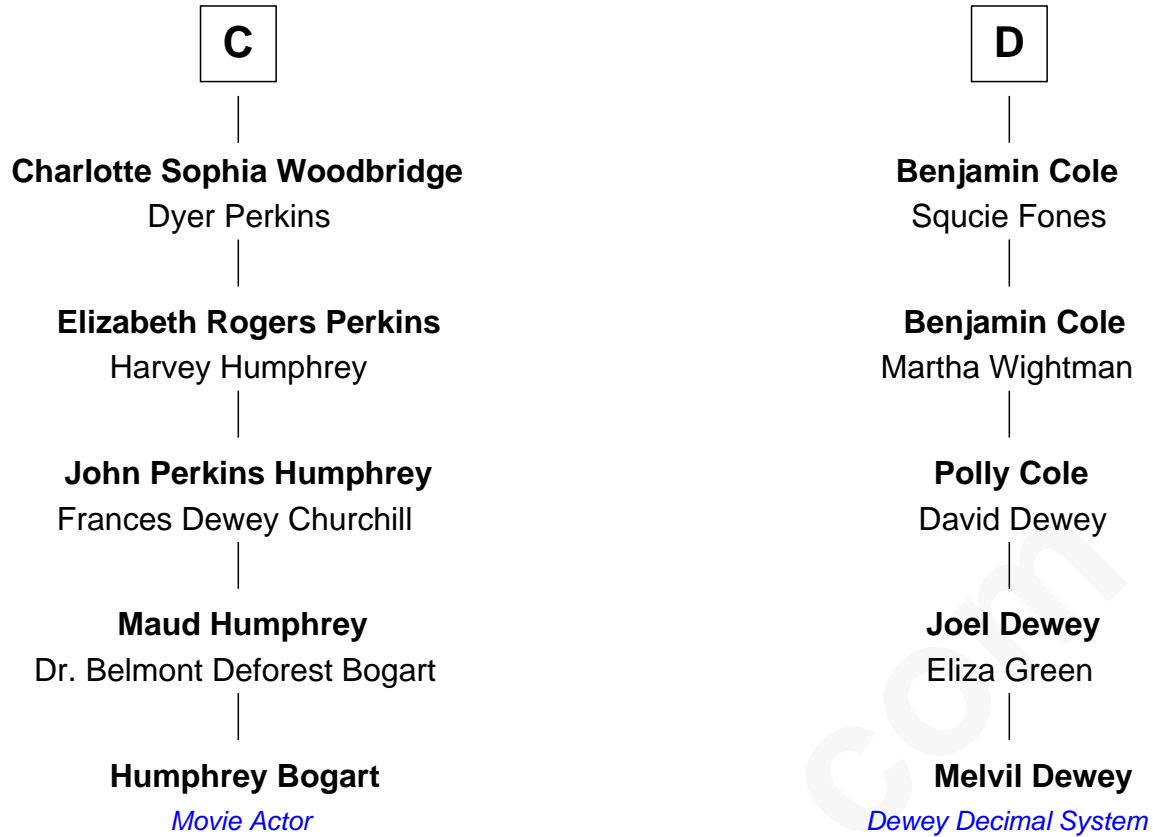 C
Charlotte Sophia Woodbridge
Dyer Perkins
Elizabeth Rogers Perkins
Harvey Humphrey
John Perkins Humphrey
Frances Dewey Churchill
Maud Humphrey
Dr. Belmont Deforest Bogart
Humphrey Bogart
Movie Actor
D
Benjamin Cole
Squcie Fones
Benjamin Cole
Martha Wightman
Polly Cole
David Dewey
Joel Dewey
Eliza Green
Melvil Dewey
Dewey Decimal System
com